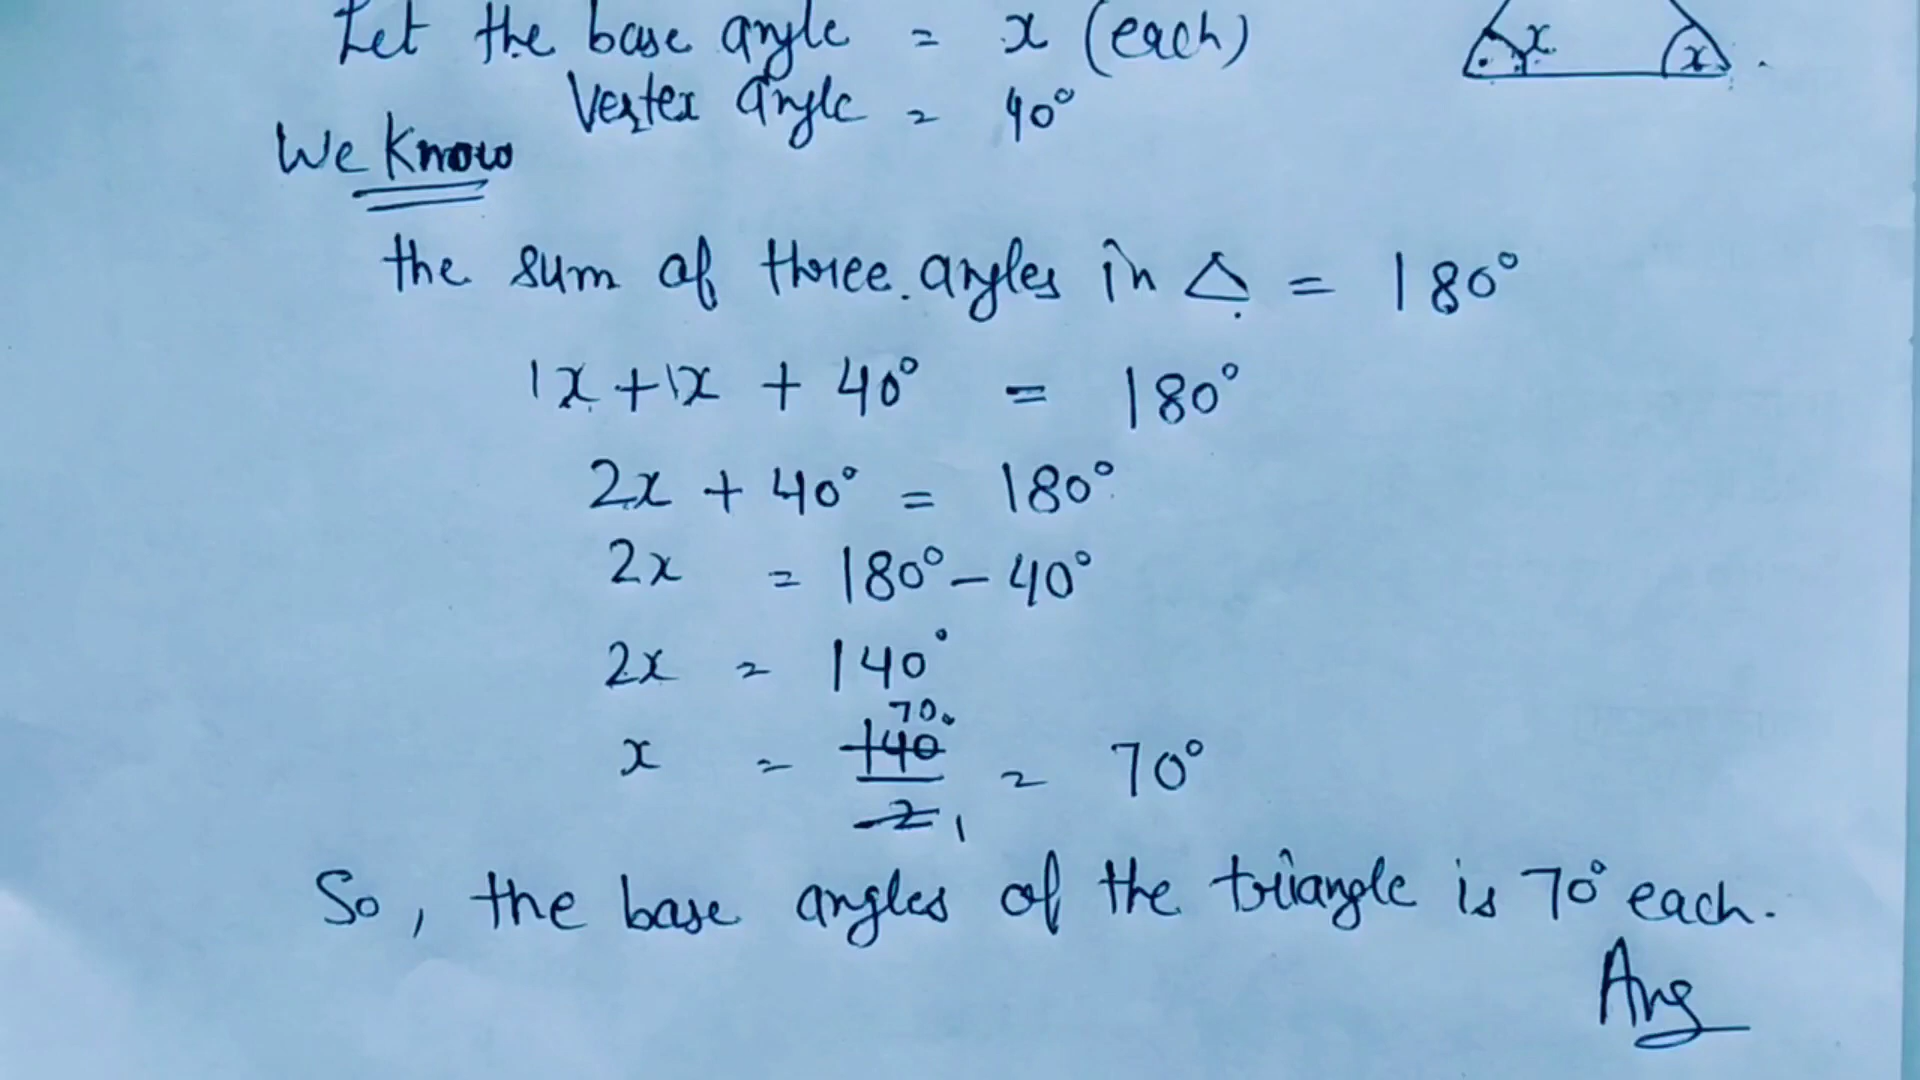 Let the base angle = x (each)
x x
Vertex angle = 40°
We know
the sum of three angles in △ = 180°
1x + 1x + 40° = 180°
2x + 40° = 180°
2x = 180° - 40°
2x = 140°
70
x = 140/2 = 70°
1
So, the base angles of the triangle is 70° each.
Ans